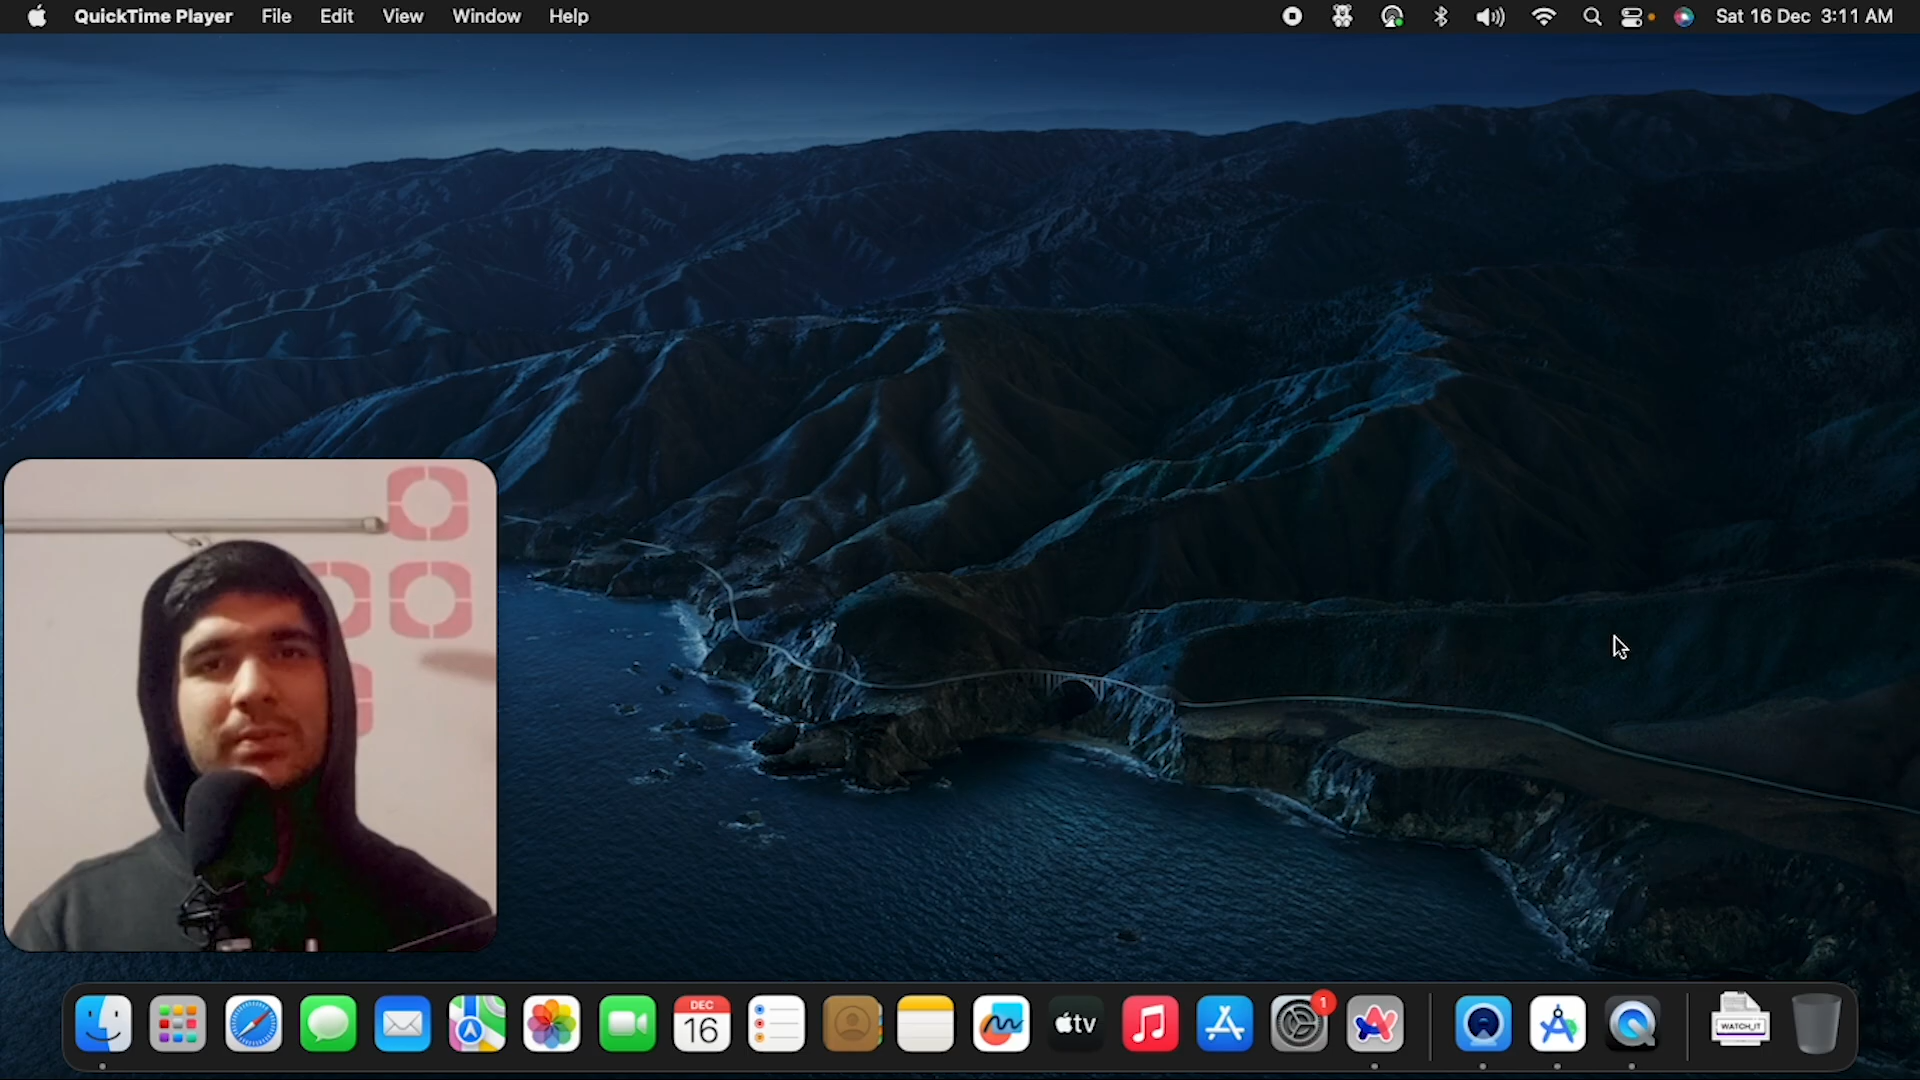 QuickTime Player File Edit View Window Help Sat 16 Dec 3:11 AM
DEC
16
tv
1
WATCH_IT